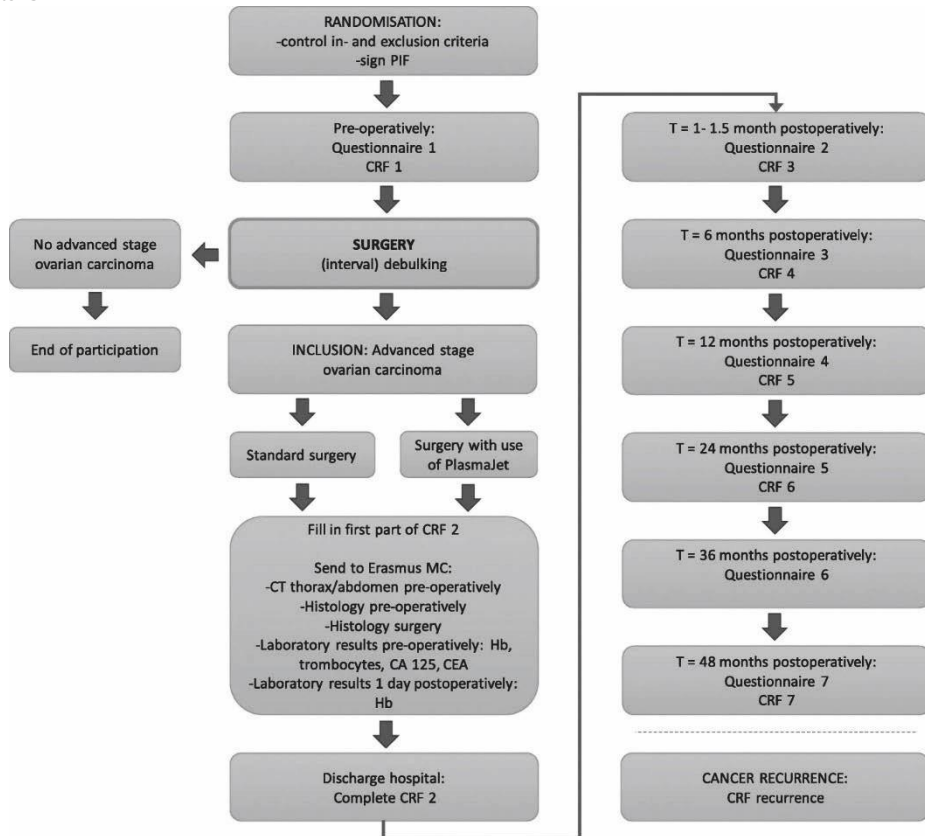 RANDOMISATION:
-control in- and exclusion criteria
-sign PIF
Pre-operatively:
Questionnaire 1
CRF 1
SURGERY
(interval) debulking
No advanced stage
ovarian carcinoma
End of participation
INCLUSION: Advanced stage
ovarian carcinoma
Standard surgery
Surgery with use
of PlasmaJet
Fill in first part of CRF 2
Send to Erasmus MC:
-CT thorax/abdomen pre-operatively
-Histology pre-operatively
-Histology surgery
-Laboratory results pre-operatively: Hb,
trombocytes, CA 125, CEA
-Laboratory results 1 day postoperatively:
Hb
Discharge hospital:
Complete CRF 2
T = 1- 1.5 month postoperatively:
Questionnaire 2
CRF 3
T = 6 months postoperatively:
Questionnaire 3
CRF 4
T = 12 months postoperatively:
Questionnaire 4
CRF 5
T = 24 months postoperatively:
Questionnaire 5
CRF 6
T = 36 months postoperatively:
Questionnaire 6
T = 48 months postoperatively:
Questionnaire 7
CRF 7
CANCER RECURRENCE:
CRF recurrence